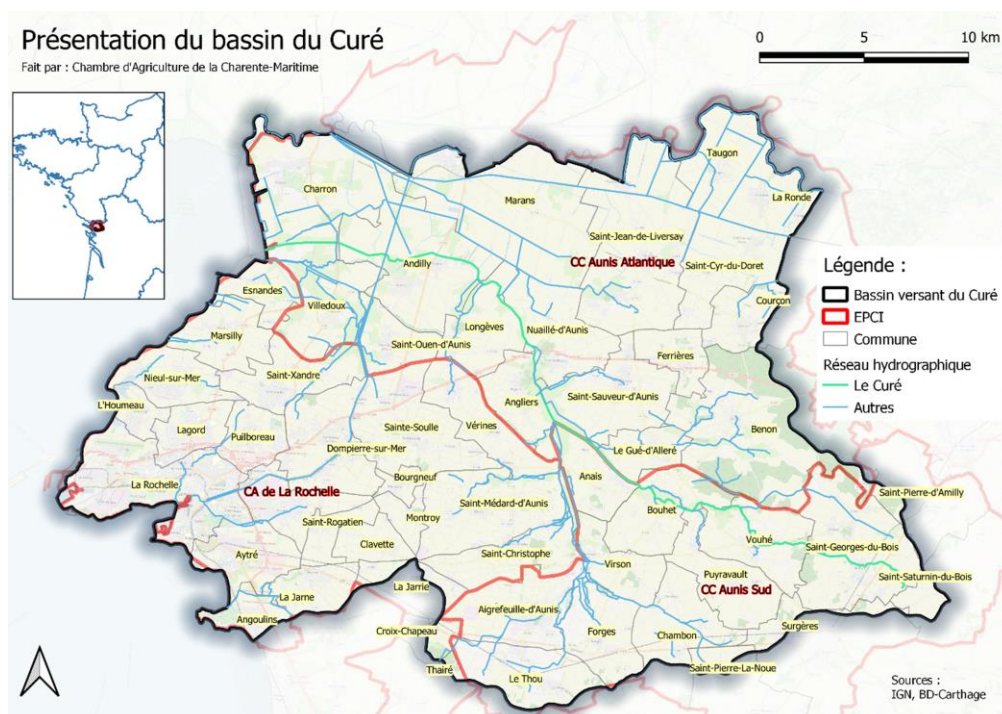 Présentation du bassin du Curé
Fait par : Chambre d'Agriculture de la Charente-Maritime
0 5 10 km
Taugon
Charron
La Ronde
Marans
Saint-Jean-de-Liversay
CC Aunis Atlantique
Saint-Cyr-du-Doret
Andilly
Esnandes
Villedoux
Courçon
Longèves
Nuaillé-d'Aunis
Marsilly
Saint-Ouen-d'Aunis
Ferrières
Saint-Xandre
Nieul-sur-Mer
Saint-Sauveur-d'Aunis
L'Houmeau
Angliers
Lagord
Puilboreau
Sainte-Soulle
Vérines
Benon
Dompierre-sur-Mer
Le Gué-d'Alleré
Bourgneuf
Anais
La Rochelle
CA de La Rochelle
Saint-Pierre-d'Amilly
Saint-Médard-d'Aunis
Bouhet
Montroy
Saint-Rogatien
Vouhé
Saint-Georges-du-Bois
Clavette
Aytré
Saint-Christophe
Virson
Puyravault
Saint-Saturnin-du-Bois
La Jarrie
CC Aunis Sud
La Jarne
Aigrefeuille-d'Aunis
Angoulins
Croix-Chapeau
Forges
Chambon
Surgères
Thairé
Saint-Pierre-La-Noue
Le Thou
Légende :
Bassin versant du Curé
EPCI
Commune
Réseau hydrographique
Le Curé
Autres
Sources :
IGN, BD-Carthage